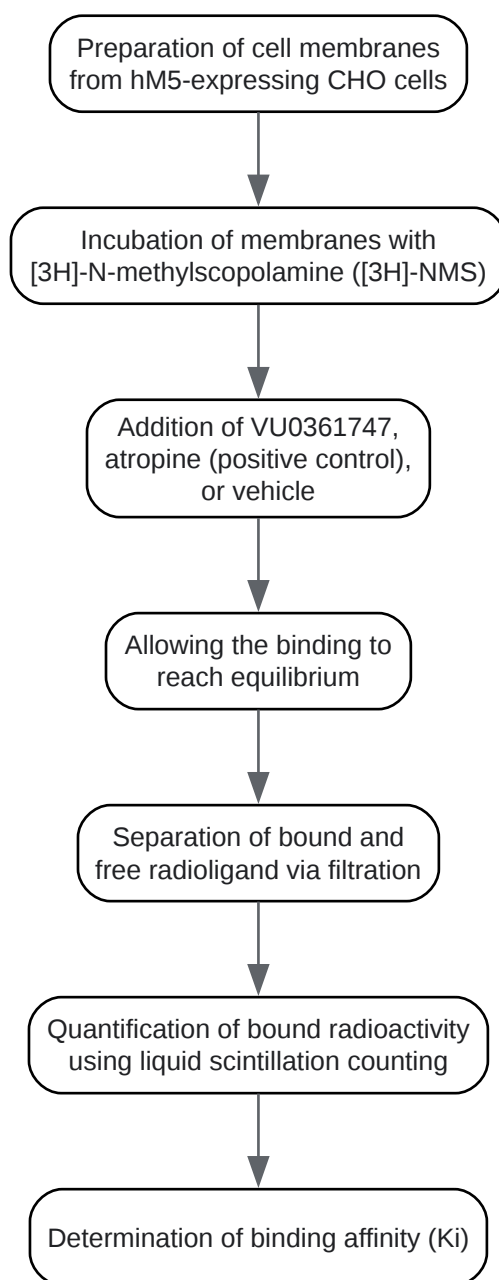 Preparation of cell membranes
from hM5-expressing CHO cells
Incubation of membranes with
[3H]-N-methylscopolamine ([3H]-NMS)
Addition of VU0361747,
atropine (positive control),
or vehicle
Allowing the binding to
reach equilibrium
Separation of bound and
free radioligand via filtration
Quantification of bound radioactivity
using liquid scintillation counting
Determination of binding affinity (Ki)